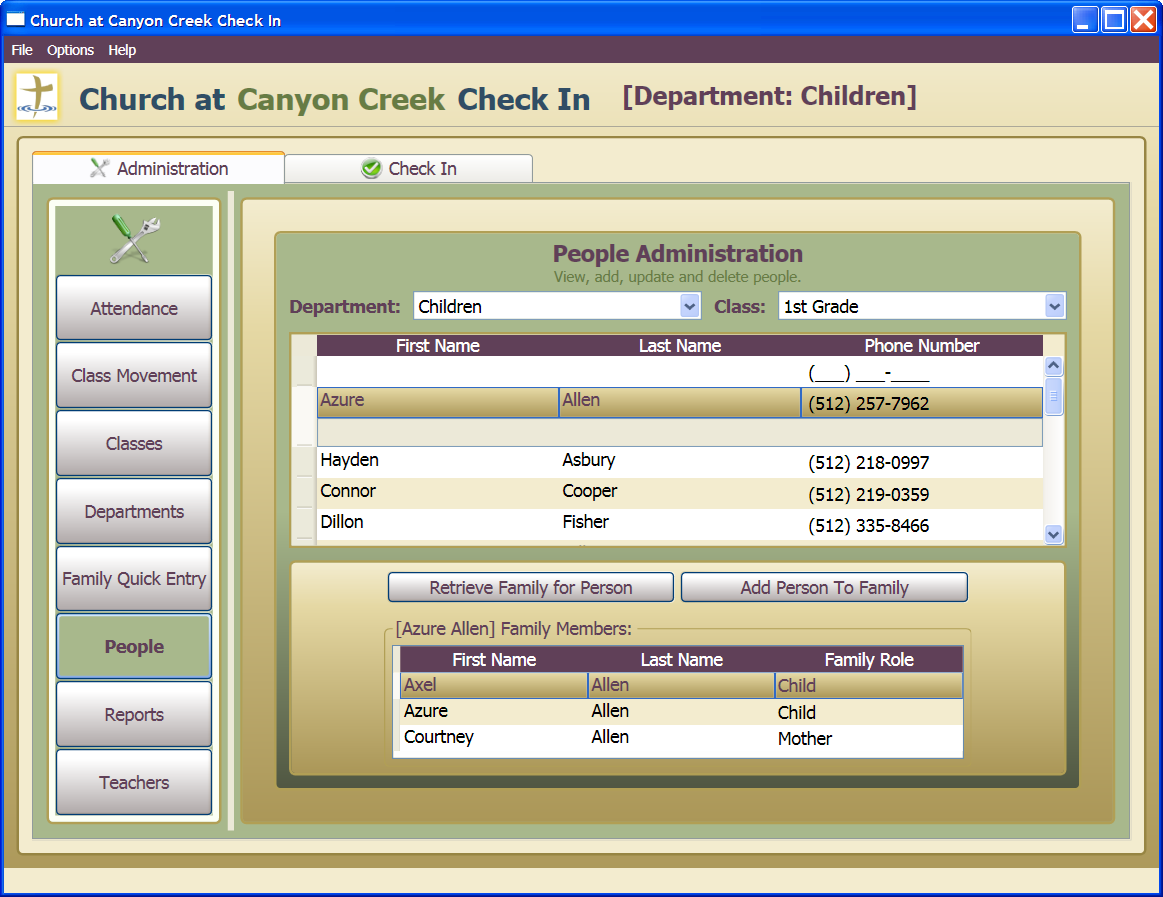 Church at Canyon Creek Check In
File Options Help
Church at Canyon Creek Check In [Department: Children]
Administration Check In
Attendance
Class Movement
Classes
Departments
Family Quick Entry
People
Reports
Teachers
People Administration
View, add, update and delete people.
Department: Children Class: 1st Grade
First Name Last Name Phone Number
(___) ___-____
Azure Allen (512) 257-7962
Hayden Asbury (512) 218-0997
Connor Cooper (512) 219-0359
Dillon Fisher (512) 335-8466
Retrieve Family for Person Add Person To Family
[Azure Allen] Family Members:
First Name Last Name Family Role
Axel Allen Child
Azure Allen Child
Courtney Allen Mother